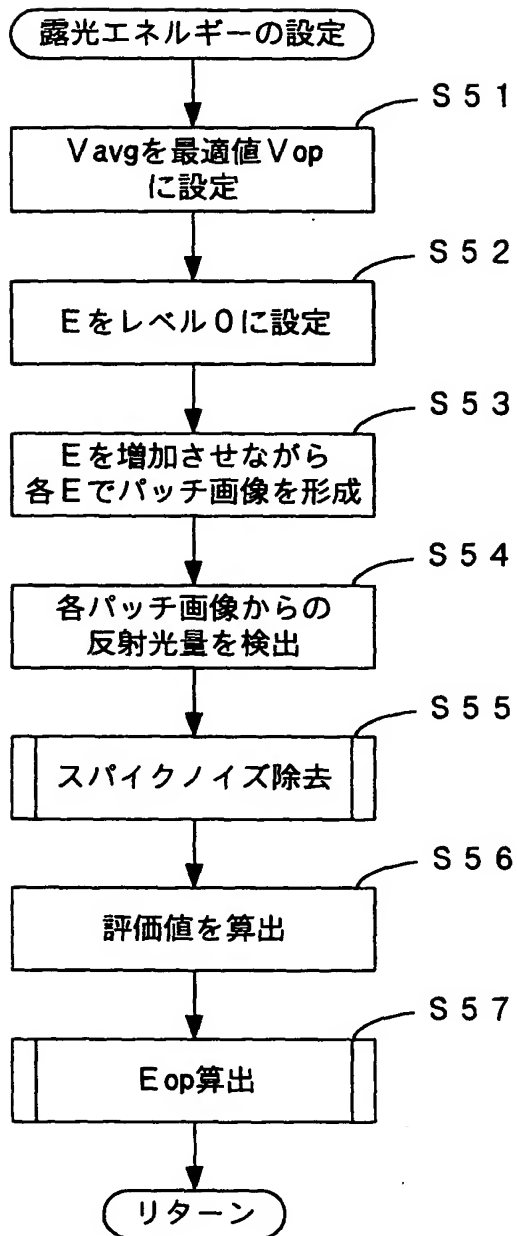 露光エネルギーの設定
S51
Vavgを最適値Vop
に設定
S52
Eをレベル0に設定
S53
Eを増加させながら
各Eでパッチ画像を形成
S54
各パッチ画像からの
反射光量を検出
S55
スパイクノイズ除去
S56
評価値を算出
S57
Eop算出
リターン